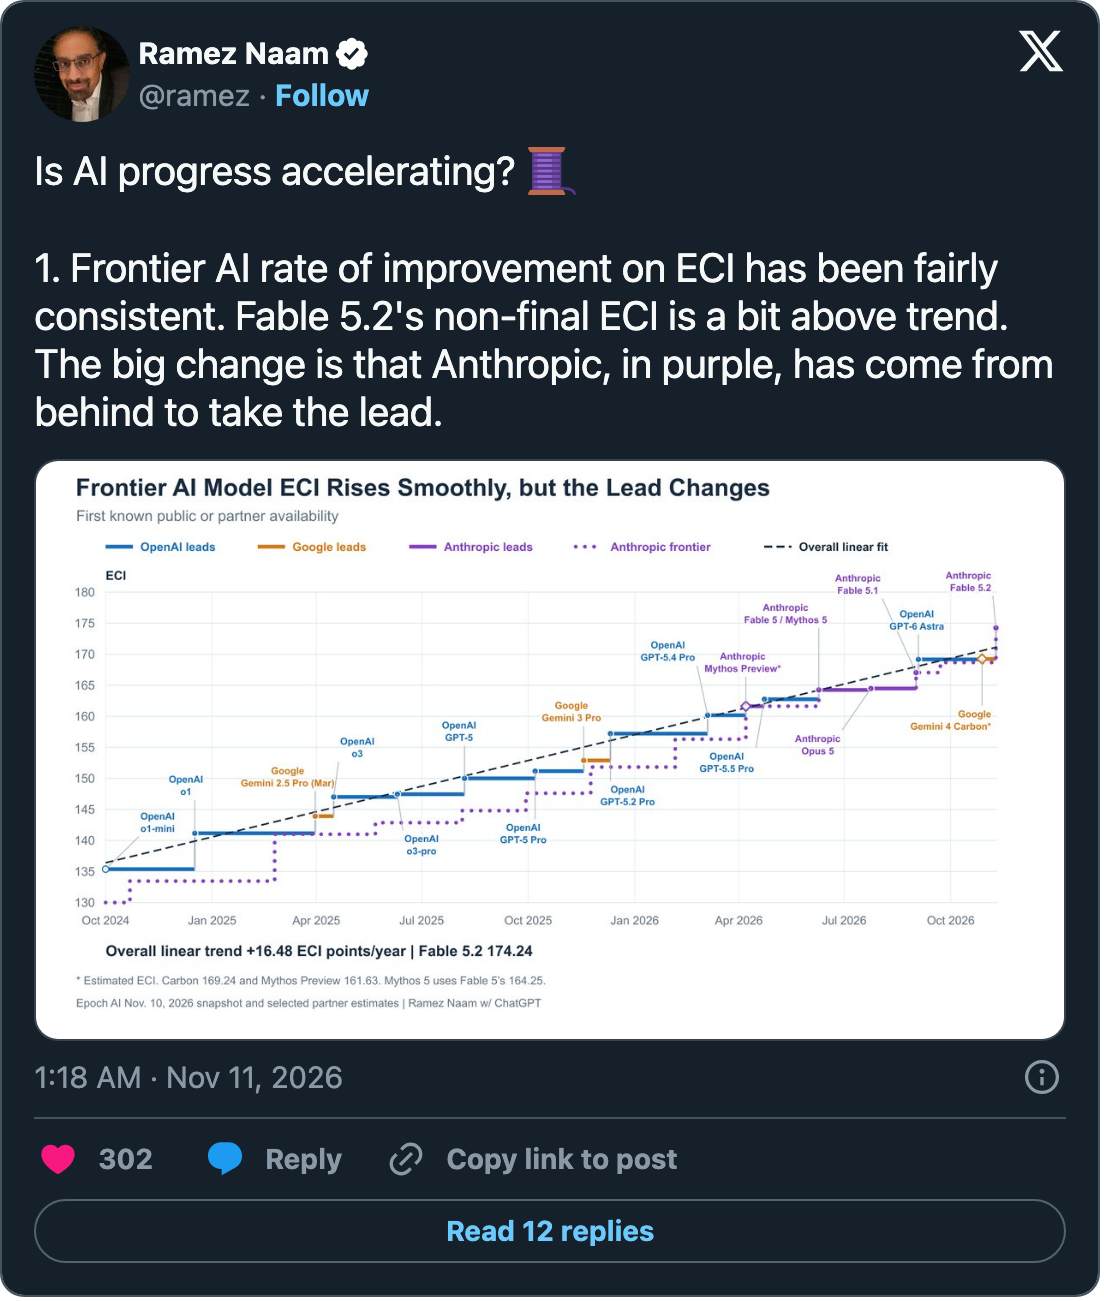 Ramez Naam
@ramez · Follow
Is AI progress accelerating? 🧵
1. Frontier AI rate of improvement on ECI has been fairly
consistent. Fable 5.2's non-final ECI is a bit above trend.
The big change is that Anthropic, in purple, has come from
behind to take the lead.
Frontier AI Model ECI Rises Smoothly, but the Lead Changes
First known public or partner availability
OpenAI leads
Google leads
Anthropic leads
Anthropic frontier
Overall linear fit
ECI
180
175
170
165
160
155
150
145
140
135
130
OpenAI
o1-mini
OpenAI
o1
Google
Gemini 2.5 Pro (Mar)
OpenAI
o3
OpenAI
o3-pro
OpenAI
GPT-5
OpenAI
GPT-5 Pro
Google
Gemini 3 Pro
OpenAI
GPT-5.2 Pro
OpenAI
GPT-5.4 Pro
Anthropic
Mythos Preview*
OpenAI
GPT-5.5 Pro
Anthropic
Fable 5 / Mythos 5
Anthropic
Opus 5
Anthropic
Fable 5.1
OpenAI
GPT-6 Astra
Google
Gemini 4 Carbon*
Anthropic
Fable 5.2
Oct 2024
Jan 2025
Apr 2025
Jul 2025
Oct 2025
Jan 2026
Apr 2026
Jul 2026
Oct 2026
Overall linear trend +16.48 ECI points/year | Fable 5.2 174.24
* Estimated ECI. Carbon 169.24 and Mythos Preview 161.63. Mythos 5 uses Fable 5's 164.25.
Epoch AI Nov. 10, 2026 snapshot and selected partner estimates | Ramez Naam w/ ChatGPT
1:18 AM · Nov 11, 2026
302
Reply
Copy link to post
Read 12 replies